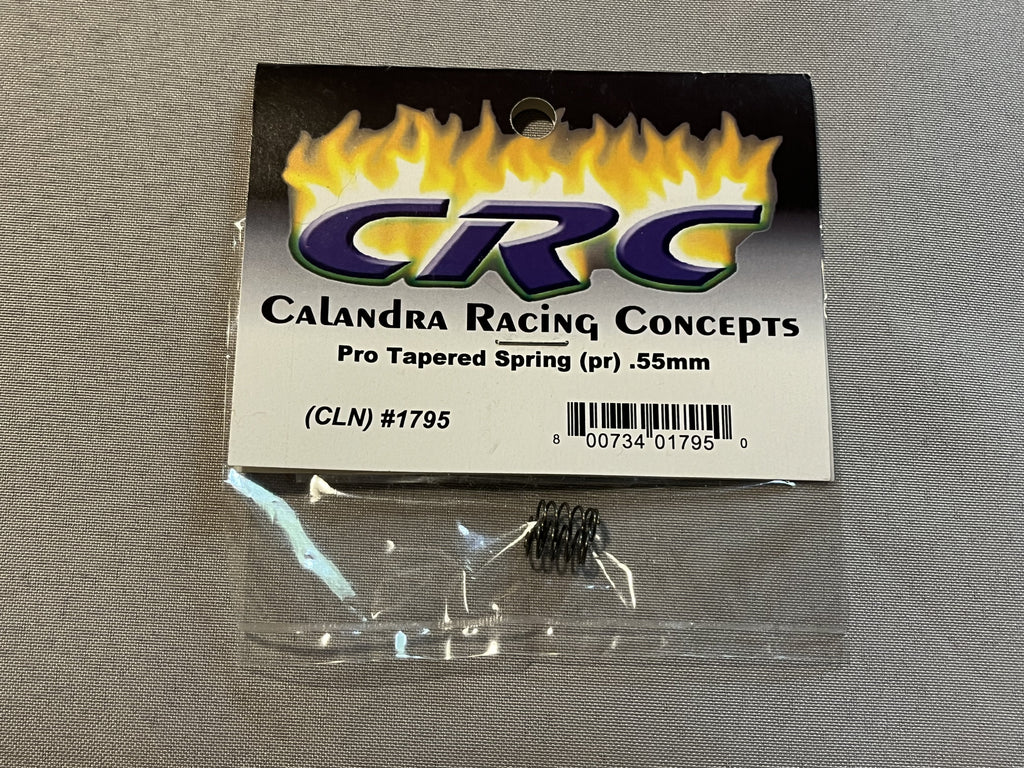 CRC
Calandra Racing Concepts
Pro Tapered Spring (pr) .55mm
(CLN) #1795
8 00734 01795 0